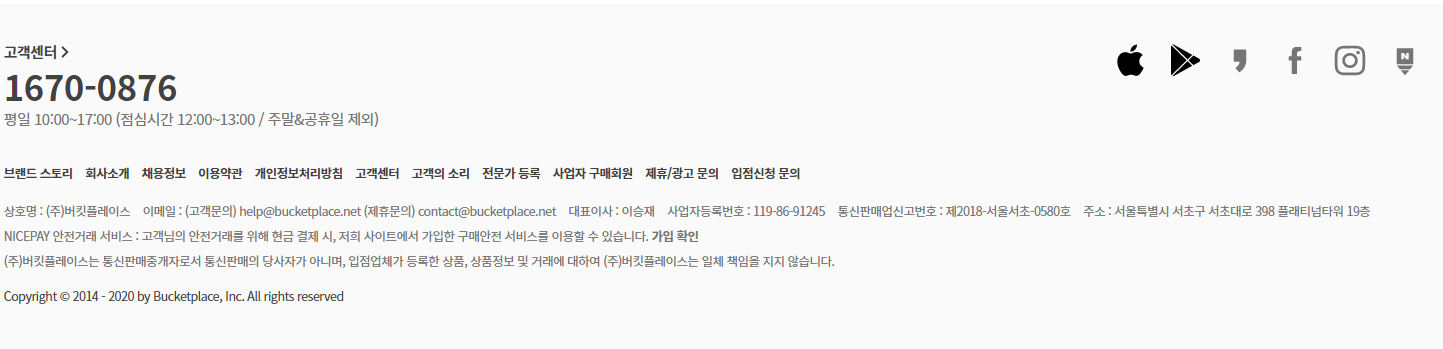 고객센터 >
1670-0876
평일 10:00~17:00 (점심시간 12:00~13:00 / 주말&공휴일 제외)
브랜드 스토리 회사소개 채용정보 이용약관 개인정보처리방침 고객센터 고객의 소리 전문가 등록 사업자 구매회원 제휴/광고 문의 입점신청 문의
상호명 : (주)버킷플레이스 이메일 : (고객문의) help@bucketplace.net (제휴문의) contact@bucketplace.net 대표이사 : 이승재 사업자등록번호 : 119-86-91245 통신판매업신고번호 : 제2018-서울서초-0580호 주소 : 서울특별시 서초구 서초대로 398 플래티넘타워 19층
NICEPAY 안전거래 서비스 : 고객님의 안전거래를 위해 현금 결제 시, 저희 사이트에서 가입한 구매안전 서비스를 이용할 수 있습니다. 가입 확인
(주)버킷플레이스는 통신판매중개자로서 통신판매의 당사자가 아니며, 입점업체가 등록한 상품, 상품정보 및 거래에 대하여 (주)버킷플레이스는 일체 책임을 지지 않습니다.
Copyright © 2014 - 2020 by Bucketplace, Inc. All rights reserved